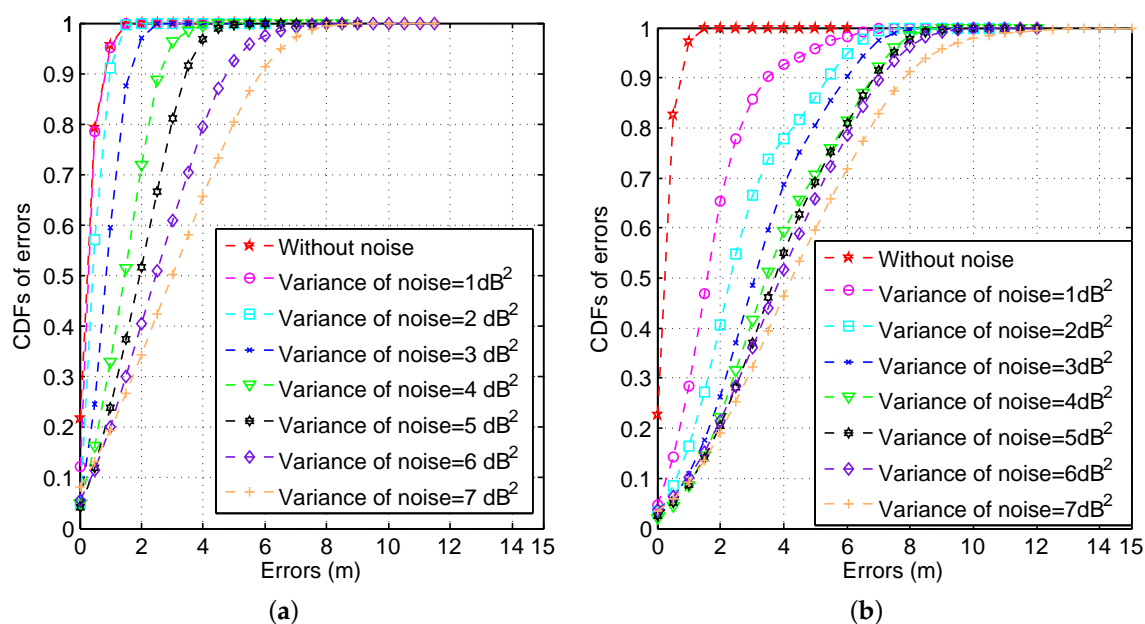 1
0.9
0.8
0.7
0.6
0.5
0.4
0.3
0.2
0.1
0
CDFs of errors
Without noise
Variance of noise=1dB²
Variance of noise=2 dB²
Variance of noise=3 dB²
Variance of noise=4 dB²
Variance of noise=5 dB²
Variance of noise=6 dB²
Variance of noise=7 dB²
0 2 4 6 8 10 12 14 15
Errors (m)
(a)
1
0.9
0.8
0.7
0.6
0.5
0.4
0.3
0.2
0.1
0
CDFs of errors
Without noise
Variance of noise=1dB²
Variance of noise=2dB²
Variance of noise=3dB²
Variance of noise=4dB²
Variance of noise=5dB²
Variance of noise=6dB²
Variance of noise=7dB²
0 2 4 6 8 10 12 14 15
Errors (m)
(b)